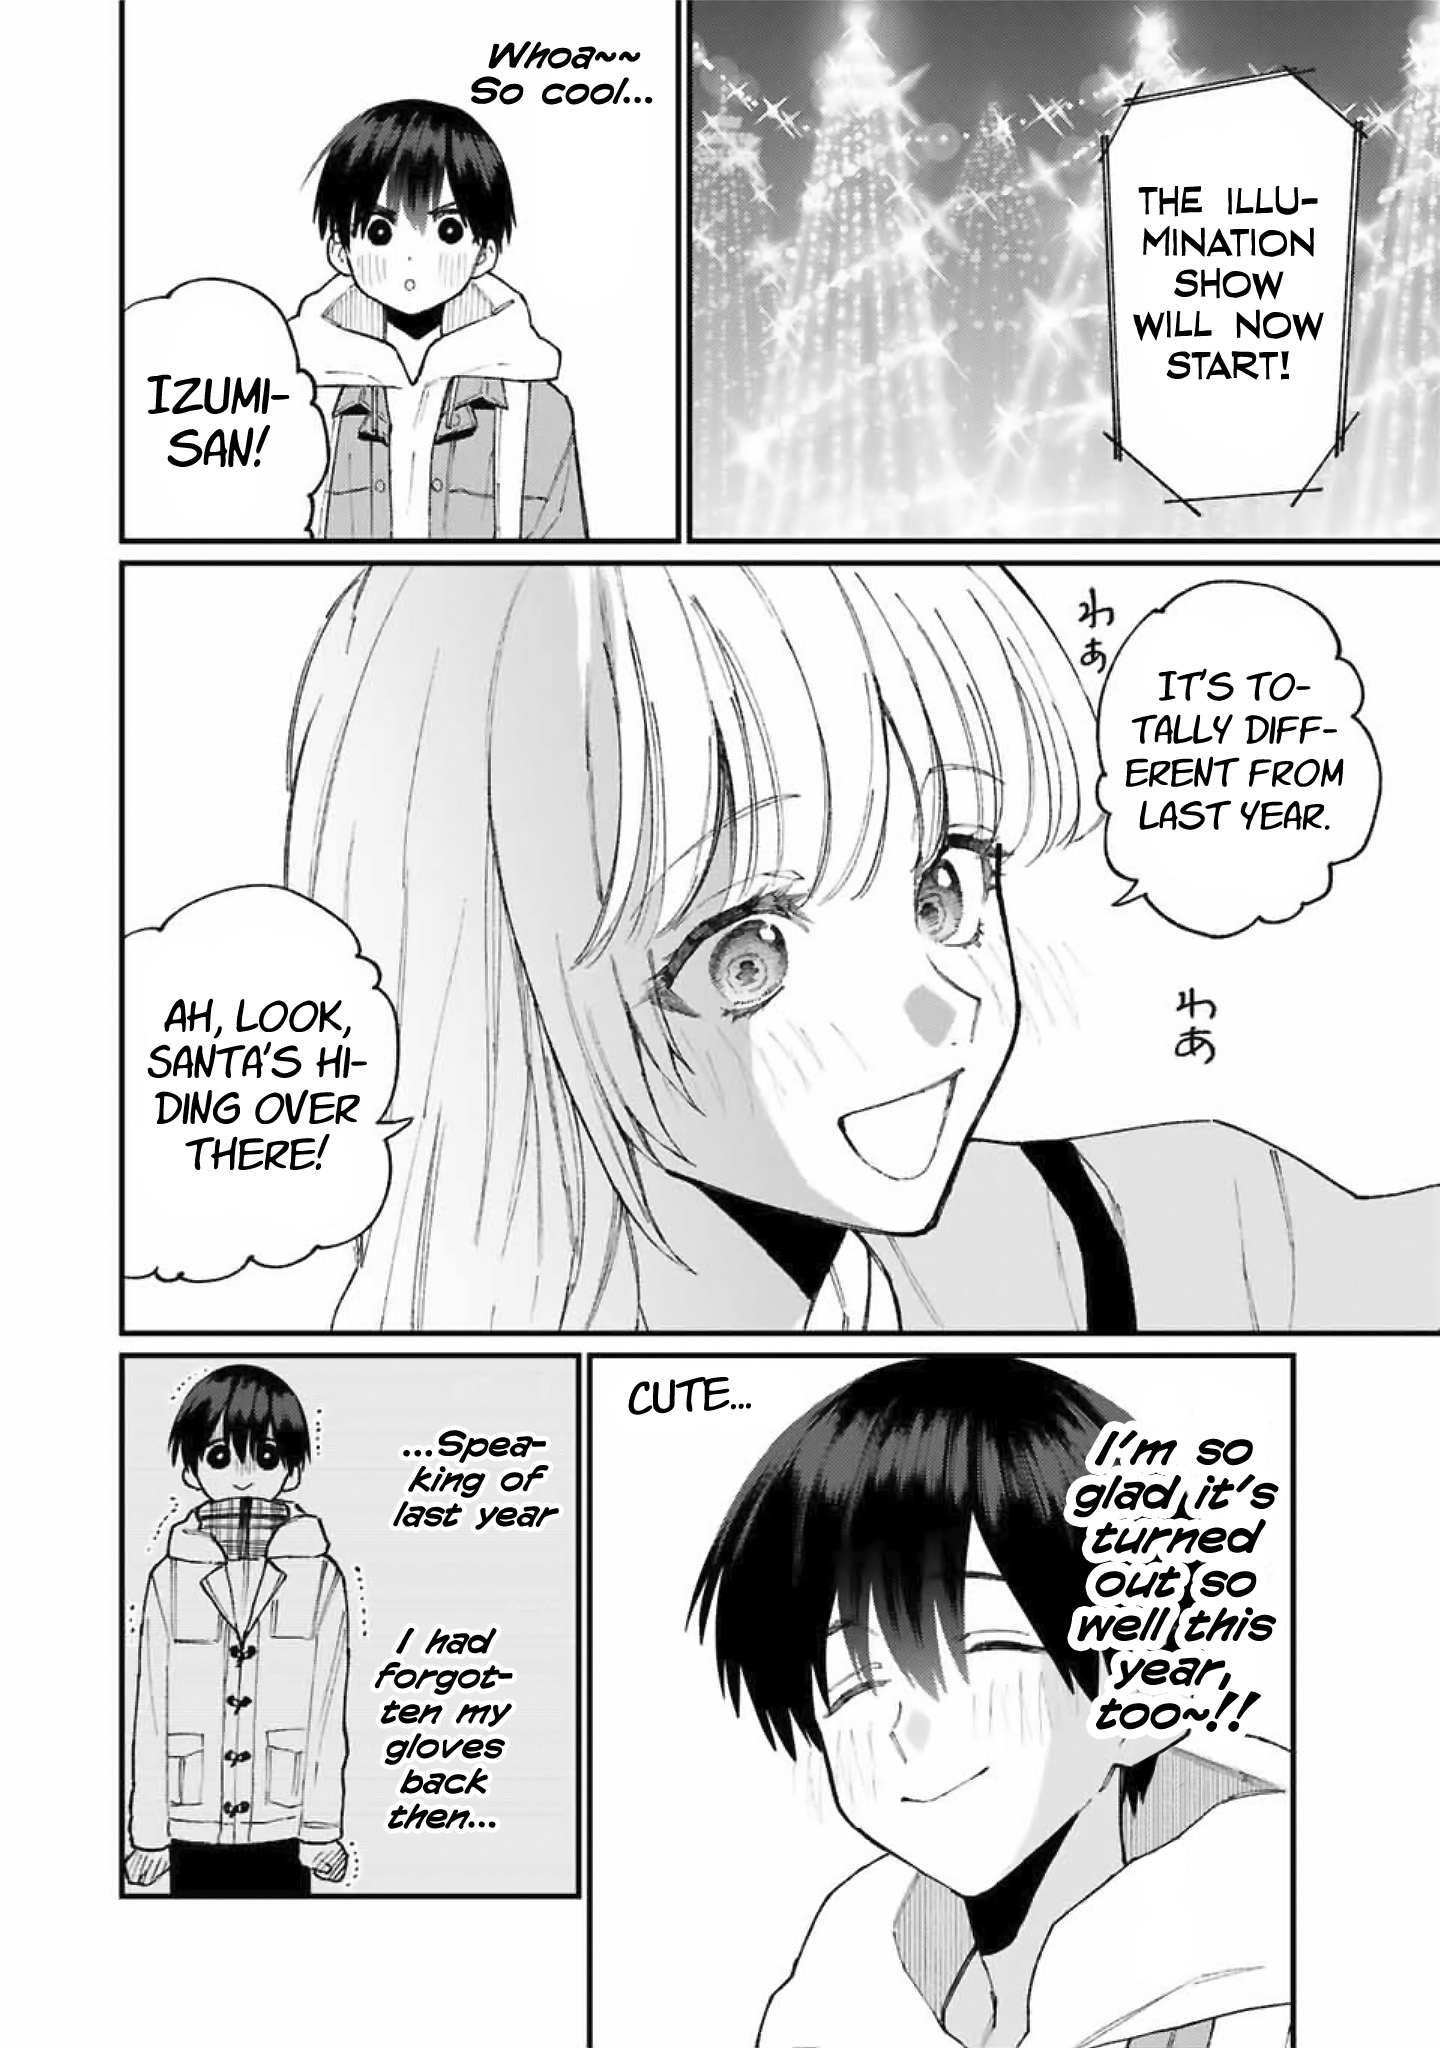 THE ILLU-
MINATION
SHOW
WILL NOW
START!
Whoa~~
So cool...
IZUMI-
SAN!
IT'S TO-
TALLY DIFF-
ERENT FROM
LAST YEAR.
わぁ
わぁ
AH, LOOK,
SANTA'S HI-
DING OVER
THERE!
I'm so
glad it's
turned
out so
well this
year,
too~!!
CUTE...
...Spea-
king of
last year
I had
forgot-
ten my
gloves
back
then...